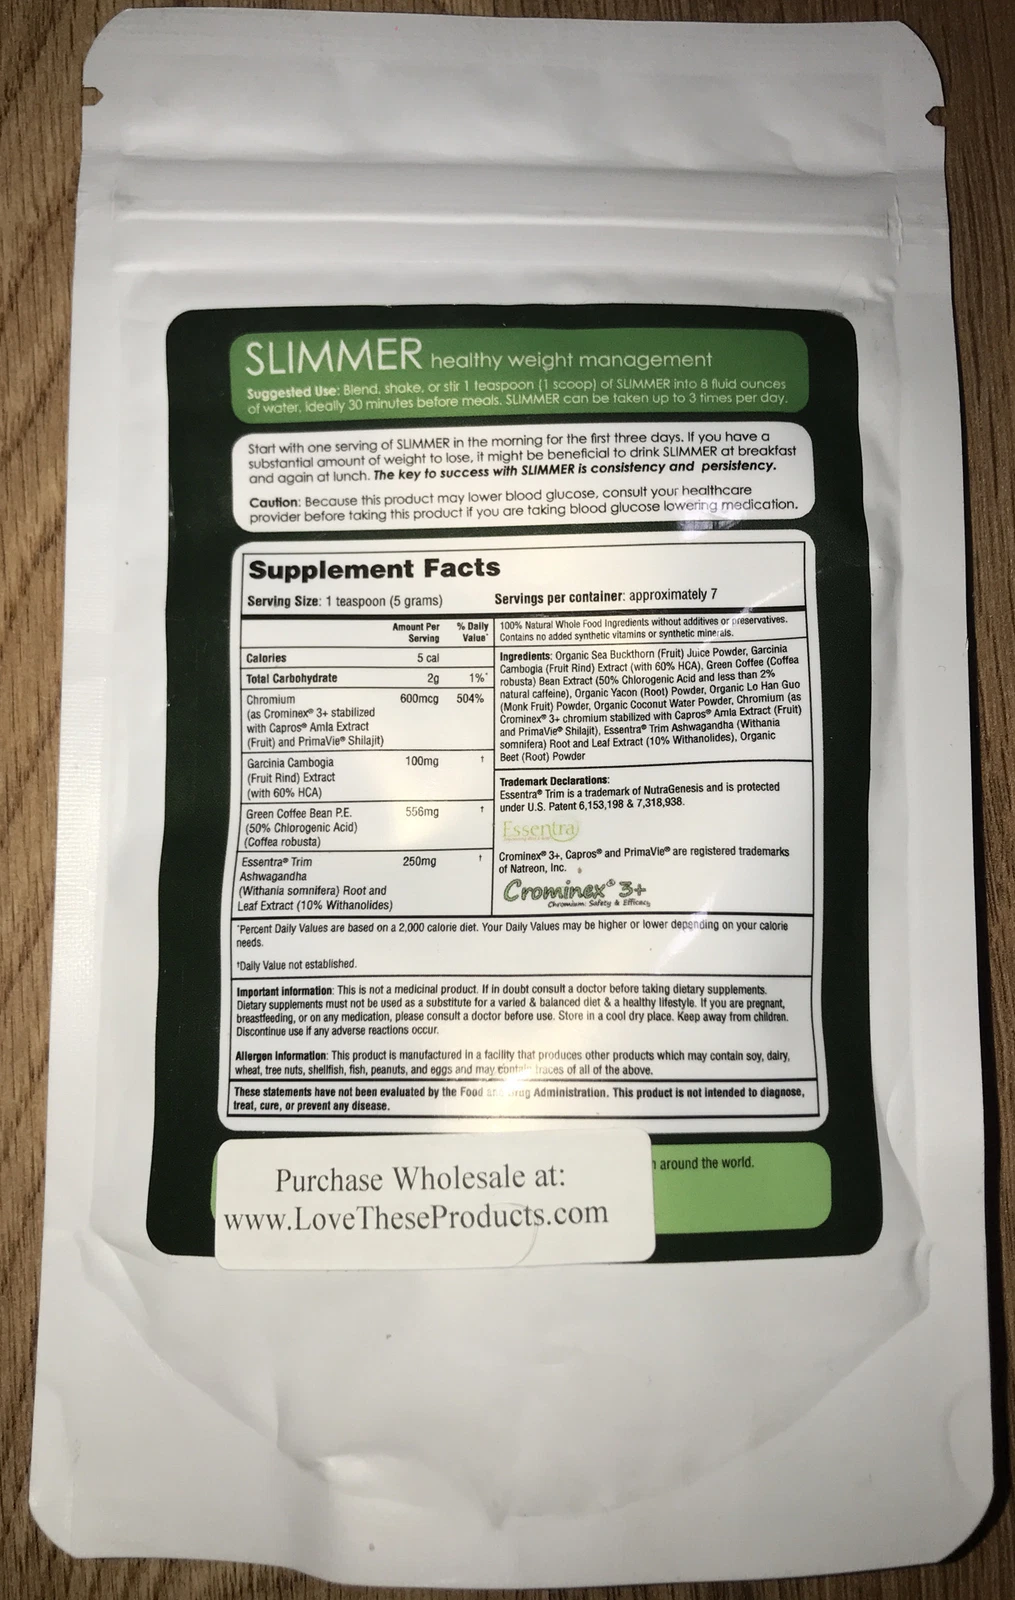 SLIMMER healthy weight management
Suggested Use: Blend, shake, or stir 1 teaspoon (1 scoop) of SLIMMER into 8 fluid ounces
of water, ideally 30 minutes before meals. SLIMMER can be taken up to 3 times per day.
Start with one serving of SLIMMER in the morning for the first three days. If you have a
substantial amount of weight to lose, it might be beneficial to drink SLIMMER at breakfast
and again at lunch. The key to success with SLIMMER is consistency and persistency.
Caution: Because this product may lower blood glucose, consult your healthcare
provider before taking this product if you are taking blood glucose lowering medication.
Supplement Facts
Serving Size: 1 teaspoon (5 grams)
Servings per container: approximately 7
Amount Per
Serving
% Daily
Value*
Calories 5 cal
Total Carbohydrate 2g 1%*
Chromium 600mcg 504%
(as Crominex® 3+ stabilized
with Capros® Amla Extract
(Fruit) and PrimaVie® Shilajit)
Garcinia Cambogia 100mg †
(Fruit Rind) Extract
(with 60% HCA)
Green Coffee Bean P.E. 556mg †
(50% Chlorogenic Acid)
(Coffea robusta)
Essentra® Trim 250mg †
Ashwagandha
(Withania somnifera) Root and
Leaf Extract (10% Withanolides)
100% Natural Whole Food Ingredients without additives or preservatives.
Contains no added synthetic vitamins or synthetic minerals.
Ingredients: Organic Sea Buckthorn (Fruit) Juice Powder, Garcinia
Cambogia (Fruit Rind) Extract (with 60% HCA), Green Coffee (Coffea
robusta) Bean Extract (50% Chlorogenic Acid and less than 2%
natural caffeine), Organic Yacon (Root) Powder, Organic Lo Han Guo
(Monk Fruit) Powder, Organic Coconut Water Powder, Chromium (as
Crominex® 3+ chromium stabilized with Capros® Amla Extract (Fruit)
and PrimaVie® Shilajit), Essentra® Trim Ashwagandha (Withania
somnifera) Root and Leaf Extract (10% Withanolides), Organic
Beet (Root) Powder
Trademark Declarations:
Essentra® Trim is a trademark of NutraGenesis and is protected
under U.S. Patent 6,153,198 & 7,318,938.
Essentra
Crominex® 3+, Capros® and PrimaVie® are registered trademarks
of Natreon, Inc.
Crominex® 3+
Chromium: Safety & Efficacy
*Percent Daily Values are based on a 2,000 calorie diet. Your Daily Values may be higher or lower depending on your calorie
needs.
†Daily Value not established.
Important information: This is not a medicinal product. If in doubt consult a doctor before taking dietary supplements.
Dietary supplements must not be used as a substitute for a varied & balanced diet & a healthy lifestyle. If you are pregnant,
breastfeeding, or on any medication, please consult a doctor before use. Store in a cool dry place. Keep away from children.
Discontinue use if any adverse reactions occur.
Allergen Information: This product is manufactured in a facility that produces other products which may contain soy, dairy,
wheat, tree nuts, shellfish, fish, peanuts, and eggs and may contain traces of all of the above.
These statements have not been evaluated by the Food and Drug Administration. This product is not intended to diagnose,
treat, cure, or prevent any disease.
around the world.
Purchase Wholesale at:
www.LoveTheseProducts.com